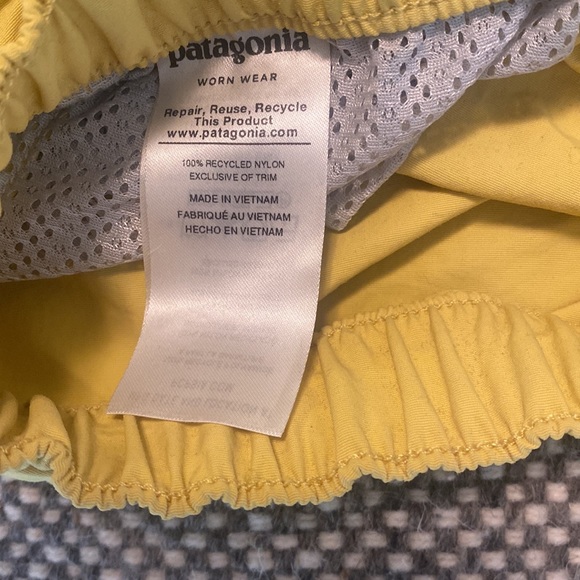 patagonia
WORN WEAR
Repair, Reuse, Recycle
This Product
www.patagonia.com
100% RECYCLED NYLON
EXCLUSIVE OF TRIM
MADE IN VIETNAM
FABRIQUÉ AU VIETNAM
HECHO EN VIETNAM